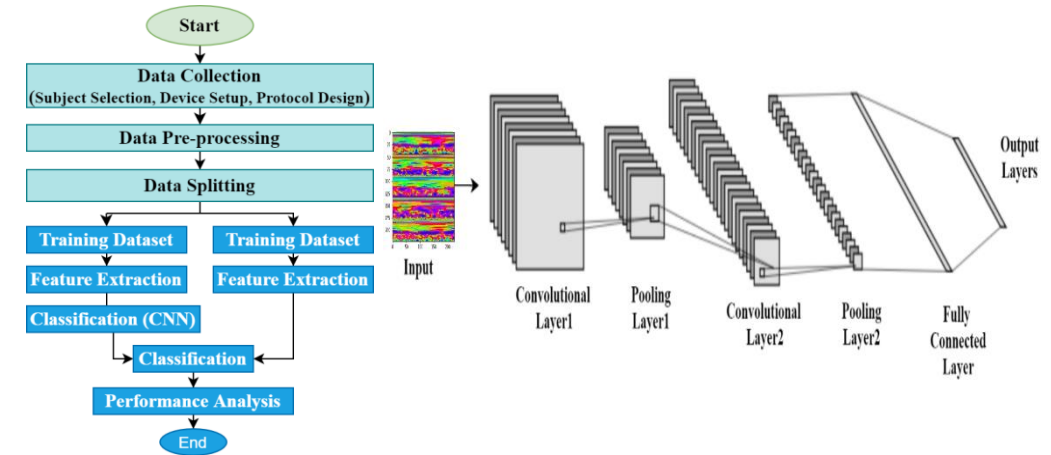 Start
Data Collection
(Subject Selection, Device Setup, Protocol Design)
Data Pre-processing
Data Splitting
Training Dataset
Training Dataset
Feature Extraction
Feature Extraction
Classification (CNN)
Classification
Performance Analysis
End
Input
Convolutional
Layer1
Pooling
Layer1
Convolutional
Layer2
Pooling
Layer2
Fully
Connected
Layer
Output
Layers